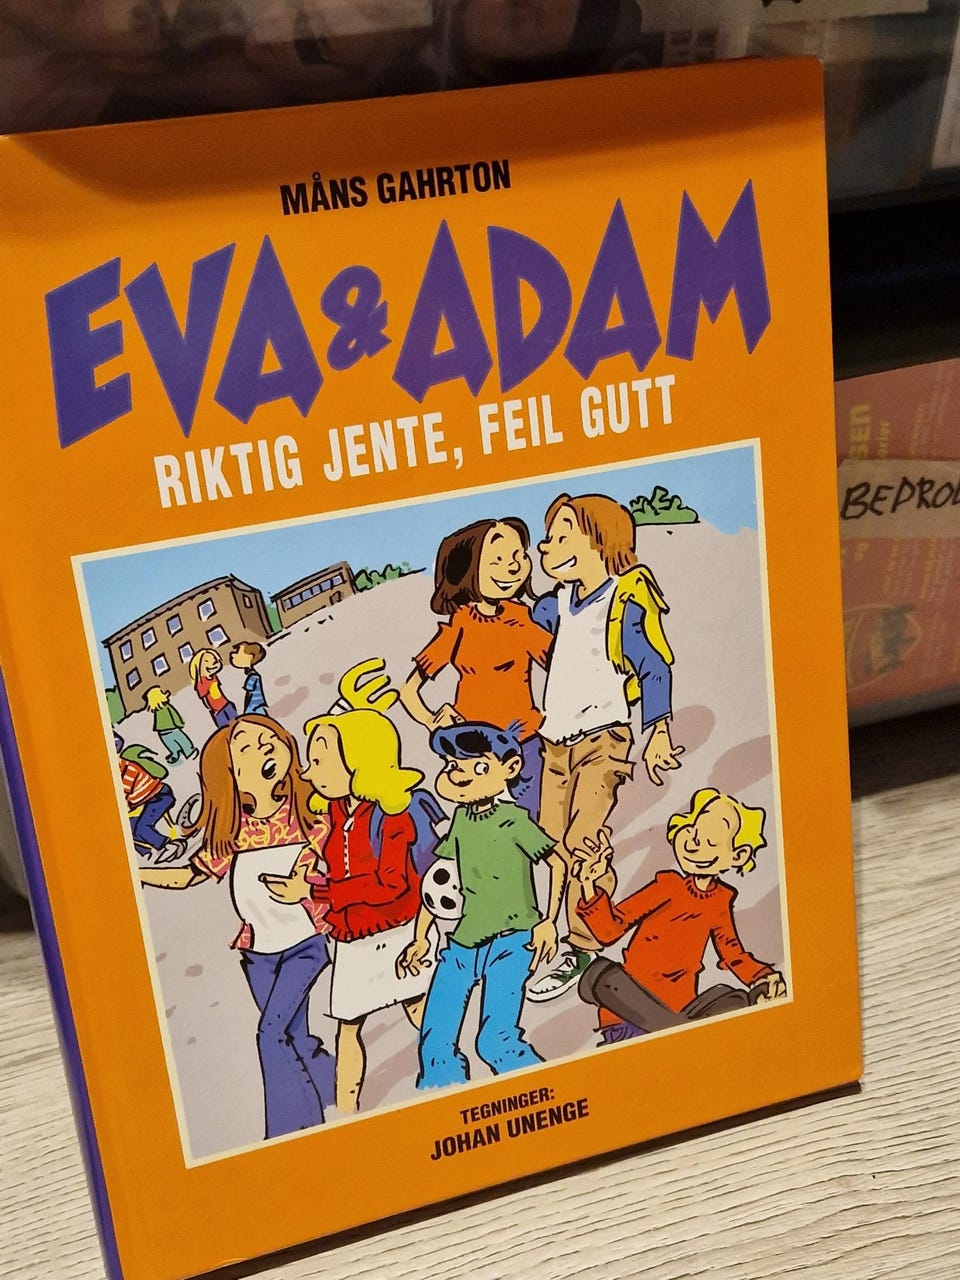 MÅNS GAHRTON
EVA & ADAM
RIKTIG JENTE, FEIL GUTT
TEGNINGER:
JOHAN UNENGE